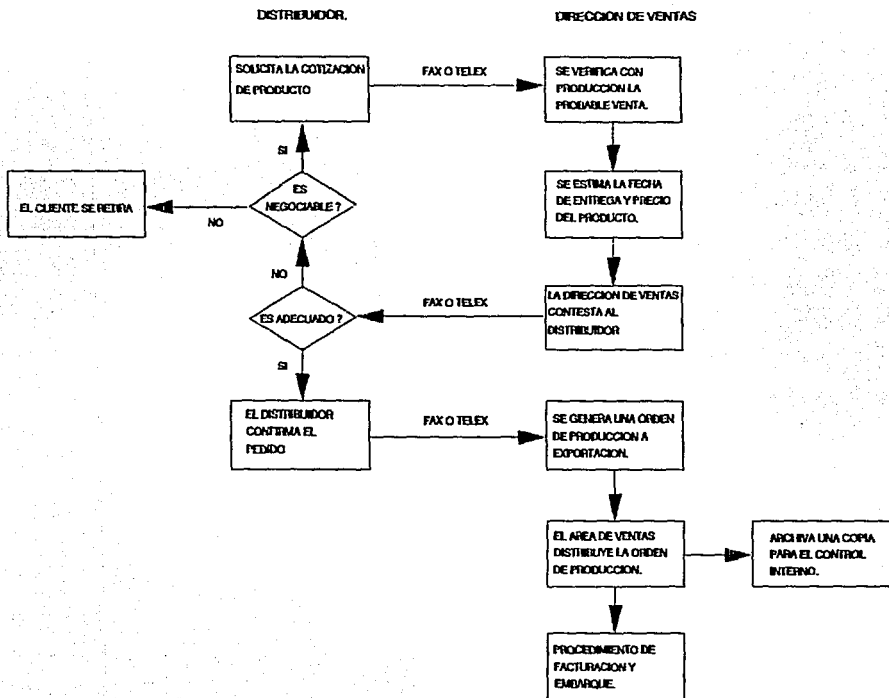 DISTRIBUIDOR.
DIRECCION DE VENTAS
SOLICITA LA COTIZACION
DE PRODUCTO
FAX O TELEX
SE VERIFICA CON
PRODUCCION LA
PROBABLE VENTA.
SI
ES
NEGOCIABLE ?
NO
EL CLIENTE SE RETIRA
SE ESTIMA LA FECHA
DE ENTREGA Y PRECIO
DEL PRODUCTO.
NO
ES ADECUADO ?
FAX O TELEX
LA DIRECCION DE VENTAS
CONTESTA AL
DISTRIBUIDOR
SI
EL DISTRIBUIDOR
CONFIRMA EL
PEDIDO
FAX O TELEX
SE GENERA UNA ORDEN
DE PRODUCCION A
EXPORTACION.
EL AREA DE VENTAS
DISTRIBUYE LA ORDEN
DE PRODUCCION.
ARCHIVA UNA COPIA
PARA EL CONTROL
INTERNO.
PROCEDIMIENTO DE
FACTURACION Y
EMBARQUE.